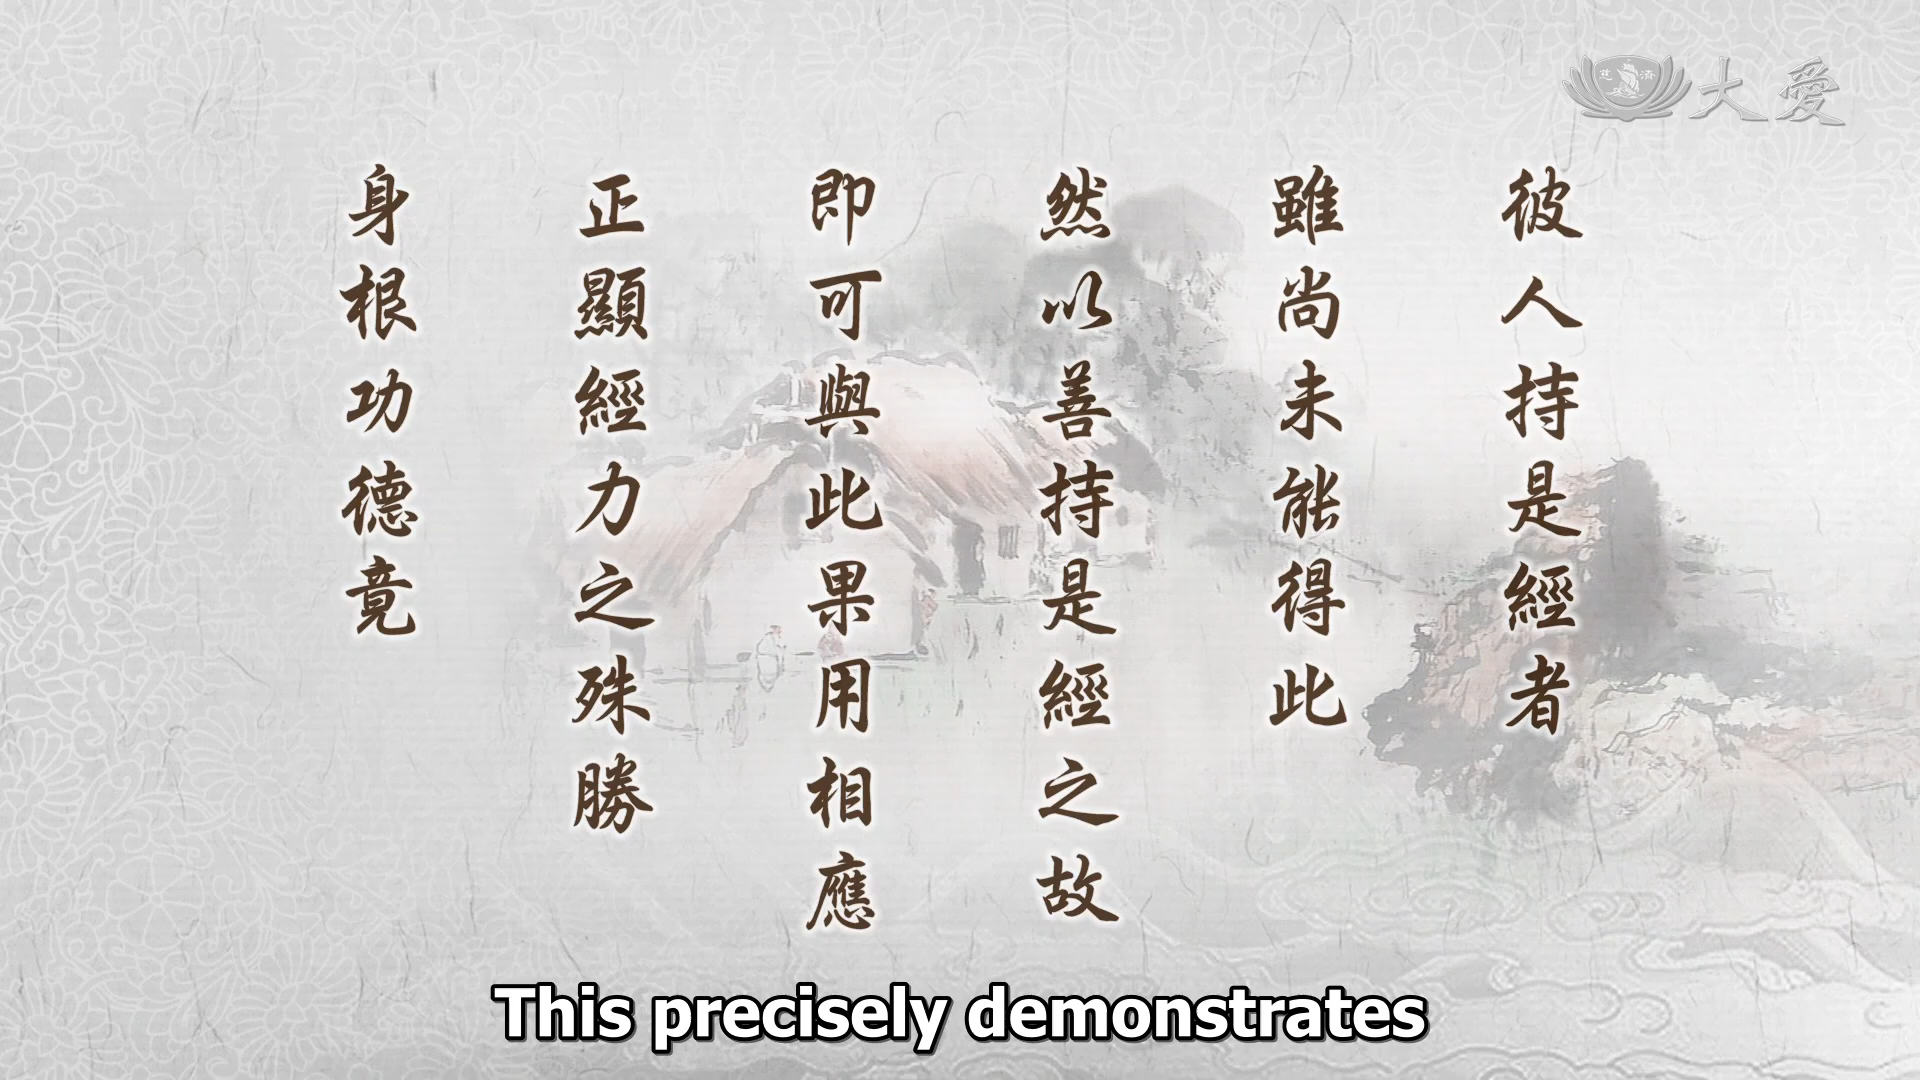 大愛
慈濟
彼人持是經者
雖尚未能得此
然以善持是經之故
即可與此果用相應
正顯經力之殊勝
身根功德竟
This precisely demonstrates